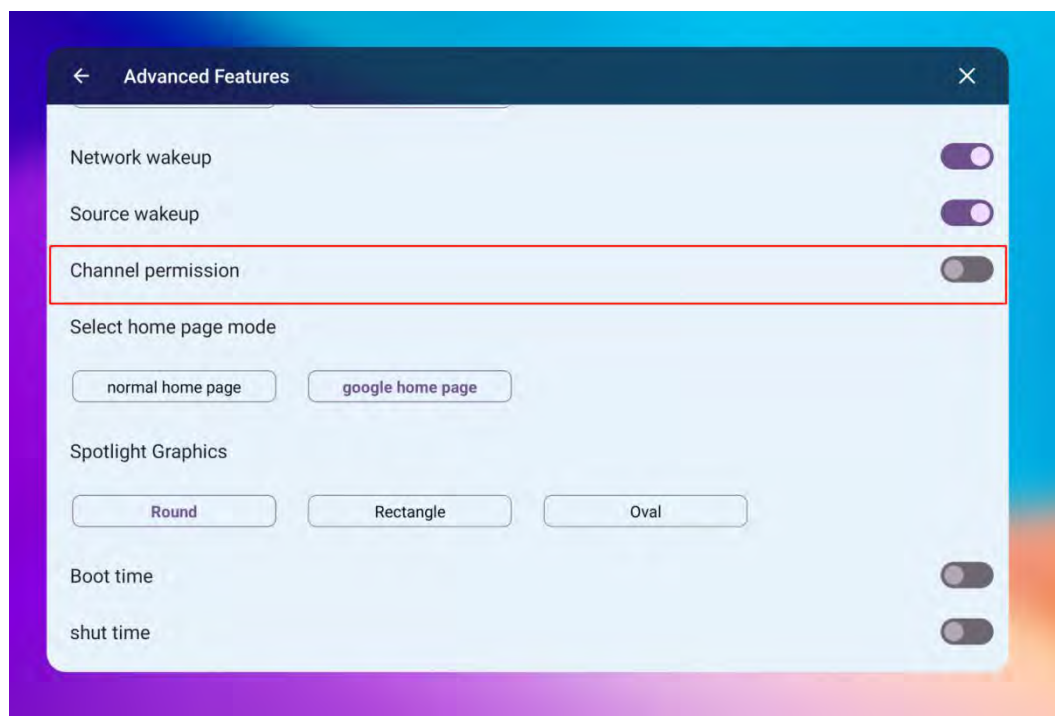 Advanced Features
Network wakeup
Source wakeup
Channel permission
Select home page mode
normal home page google home page
Spotlight Graphics
Round Rectangle Oval
Boot time
shut time